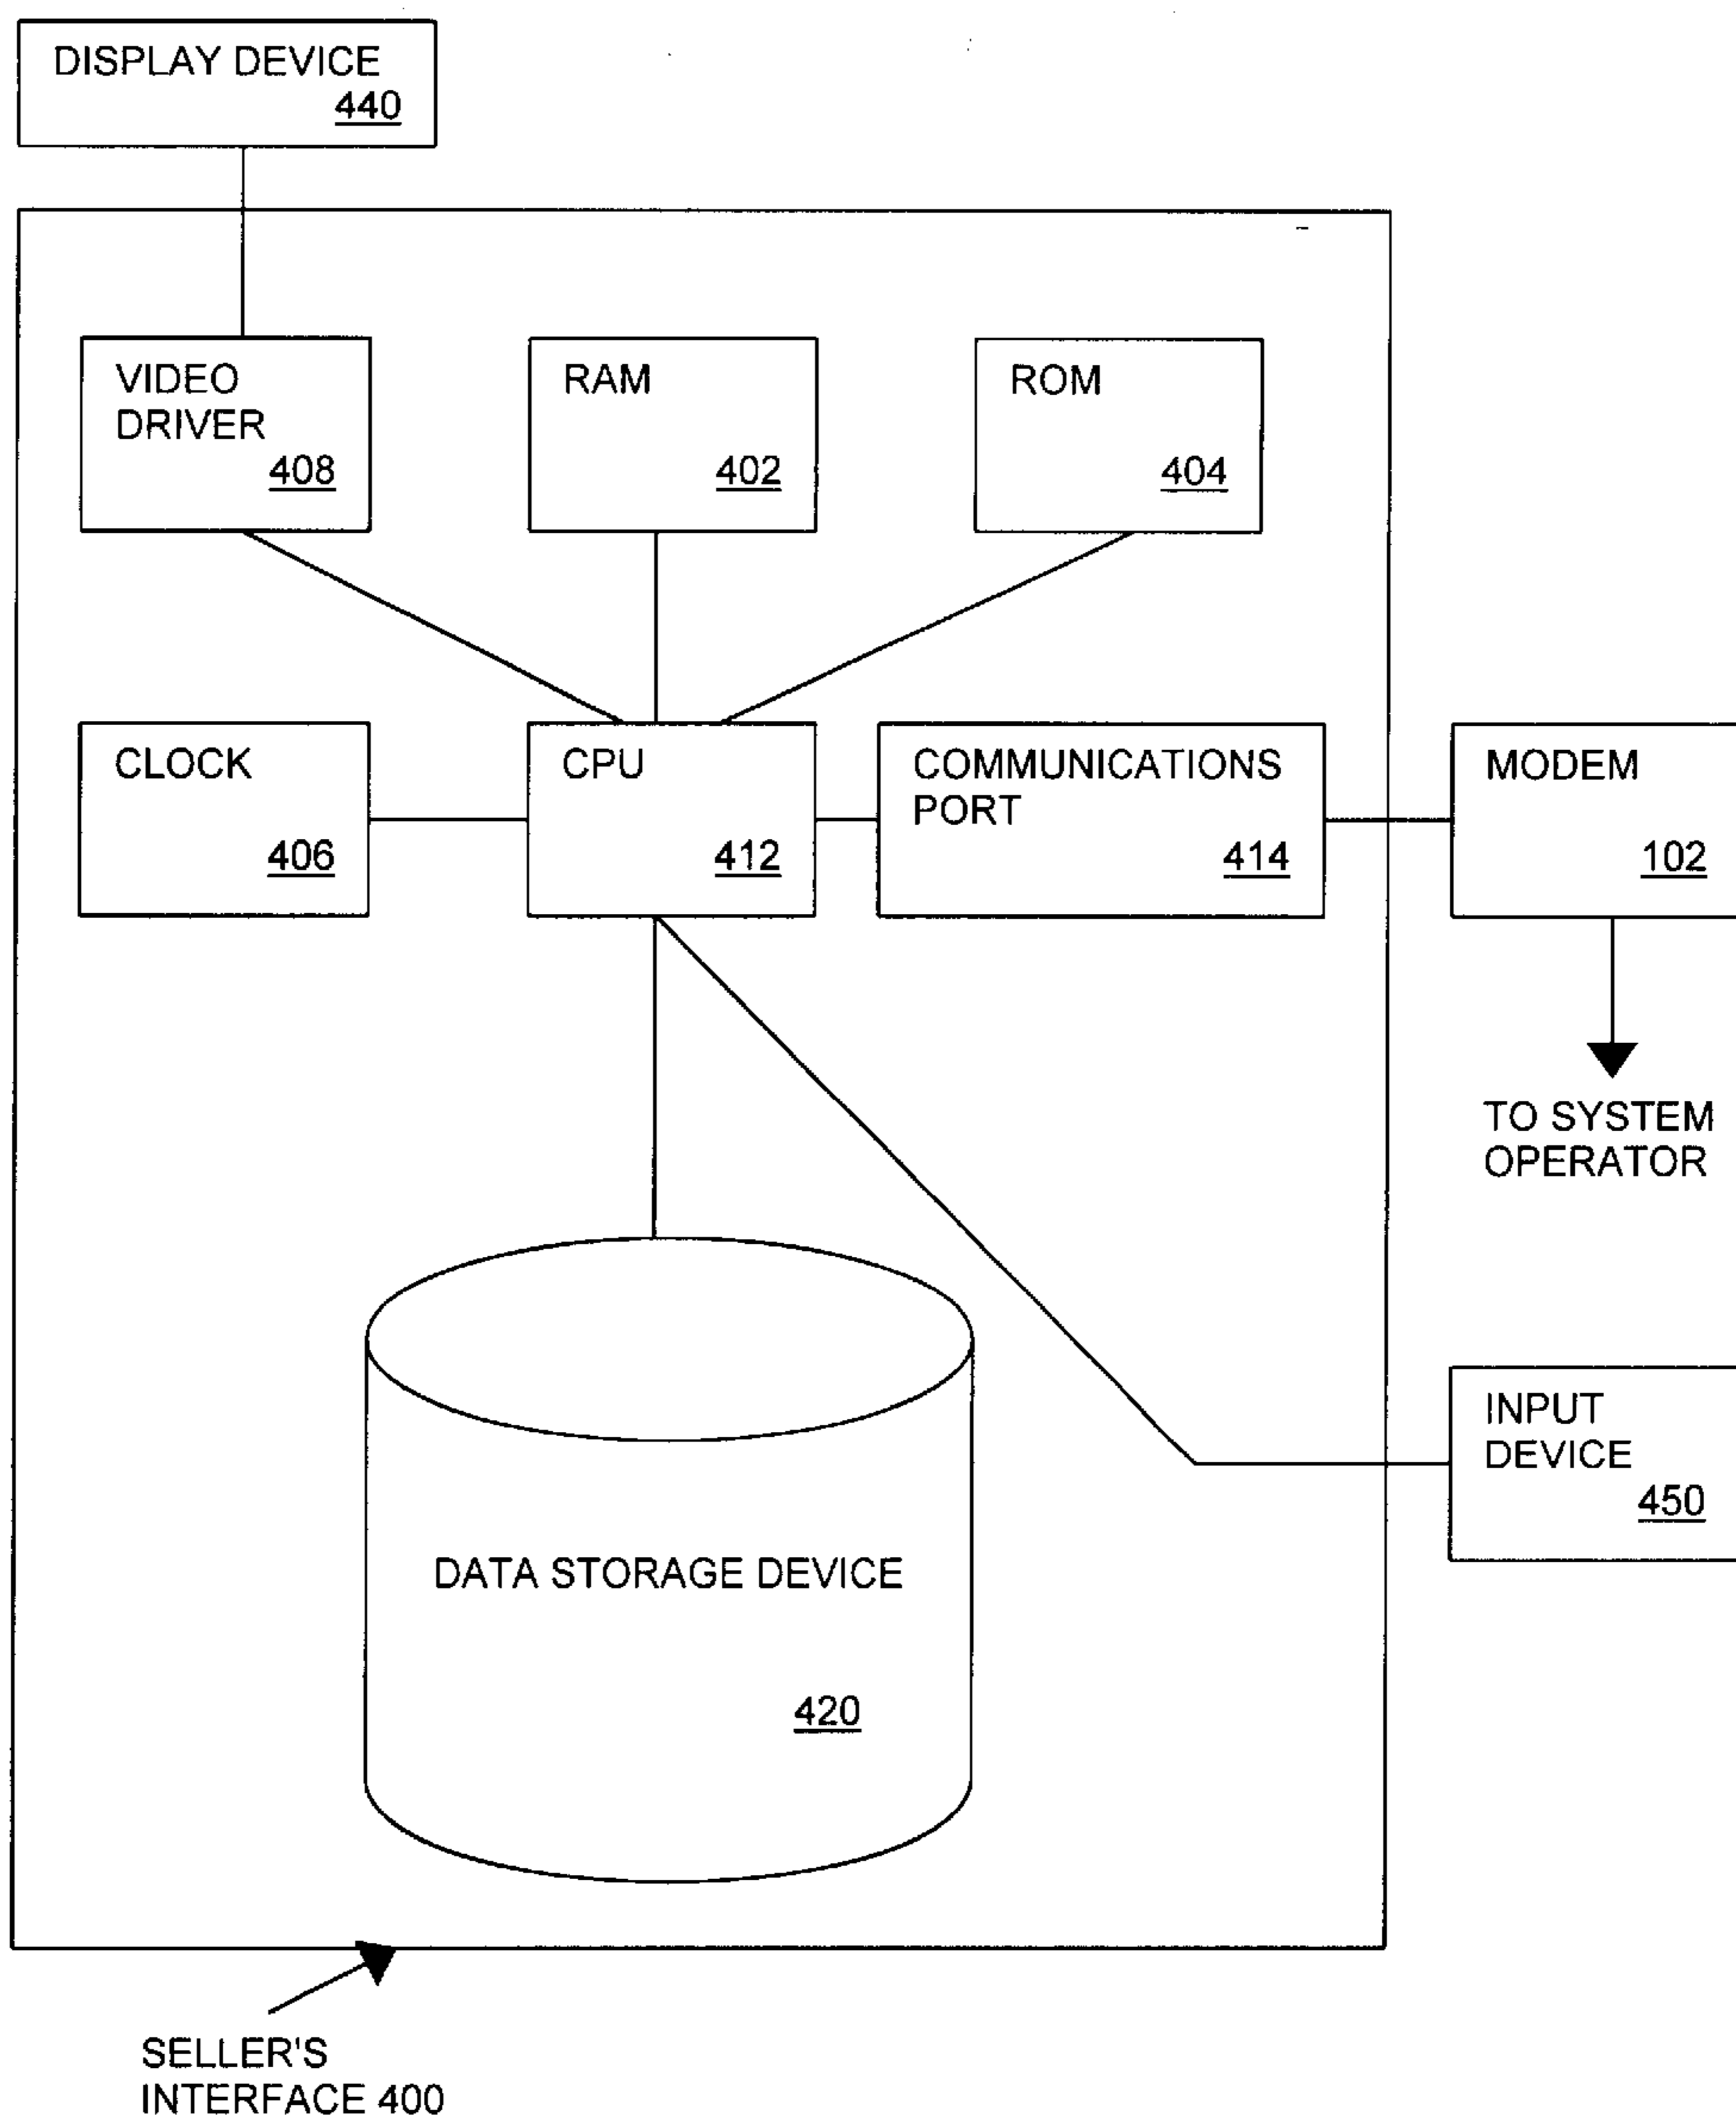 DISPLAY DEVICE
440
VIDEO
DRIVER
408
RAM
402
ROM
404
CLOCK
406
CPU
412
COMMUNICATIONS
PORT
414
MODEM
102
TO SYSTEM
OPERATOR
INPUT
DEVICE
450
DATA STORAGE DEVICE
420
SELLER'S
INTERFACE 400